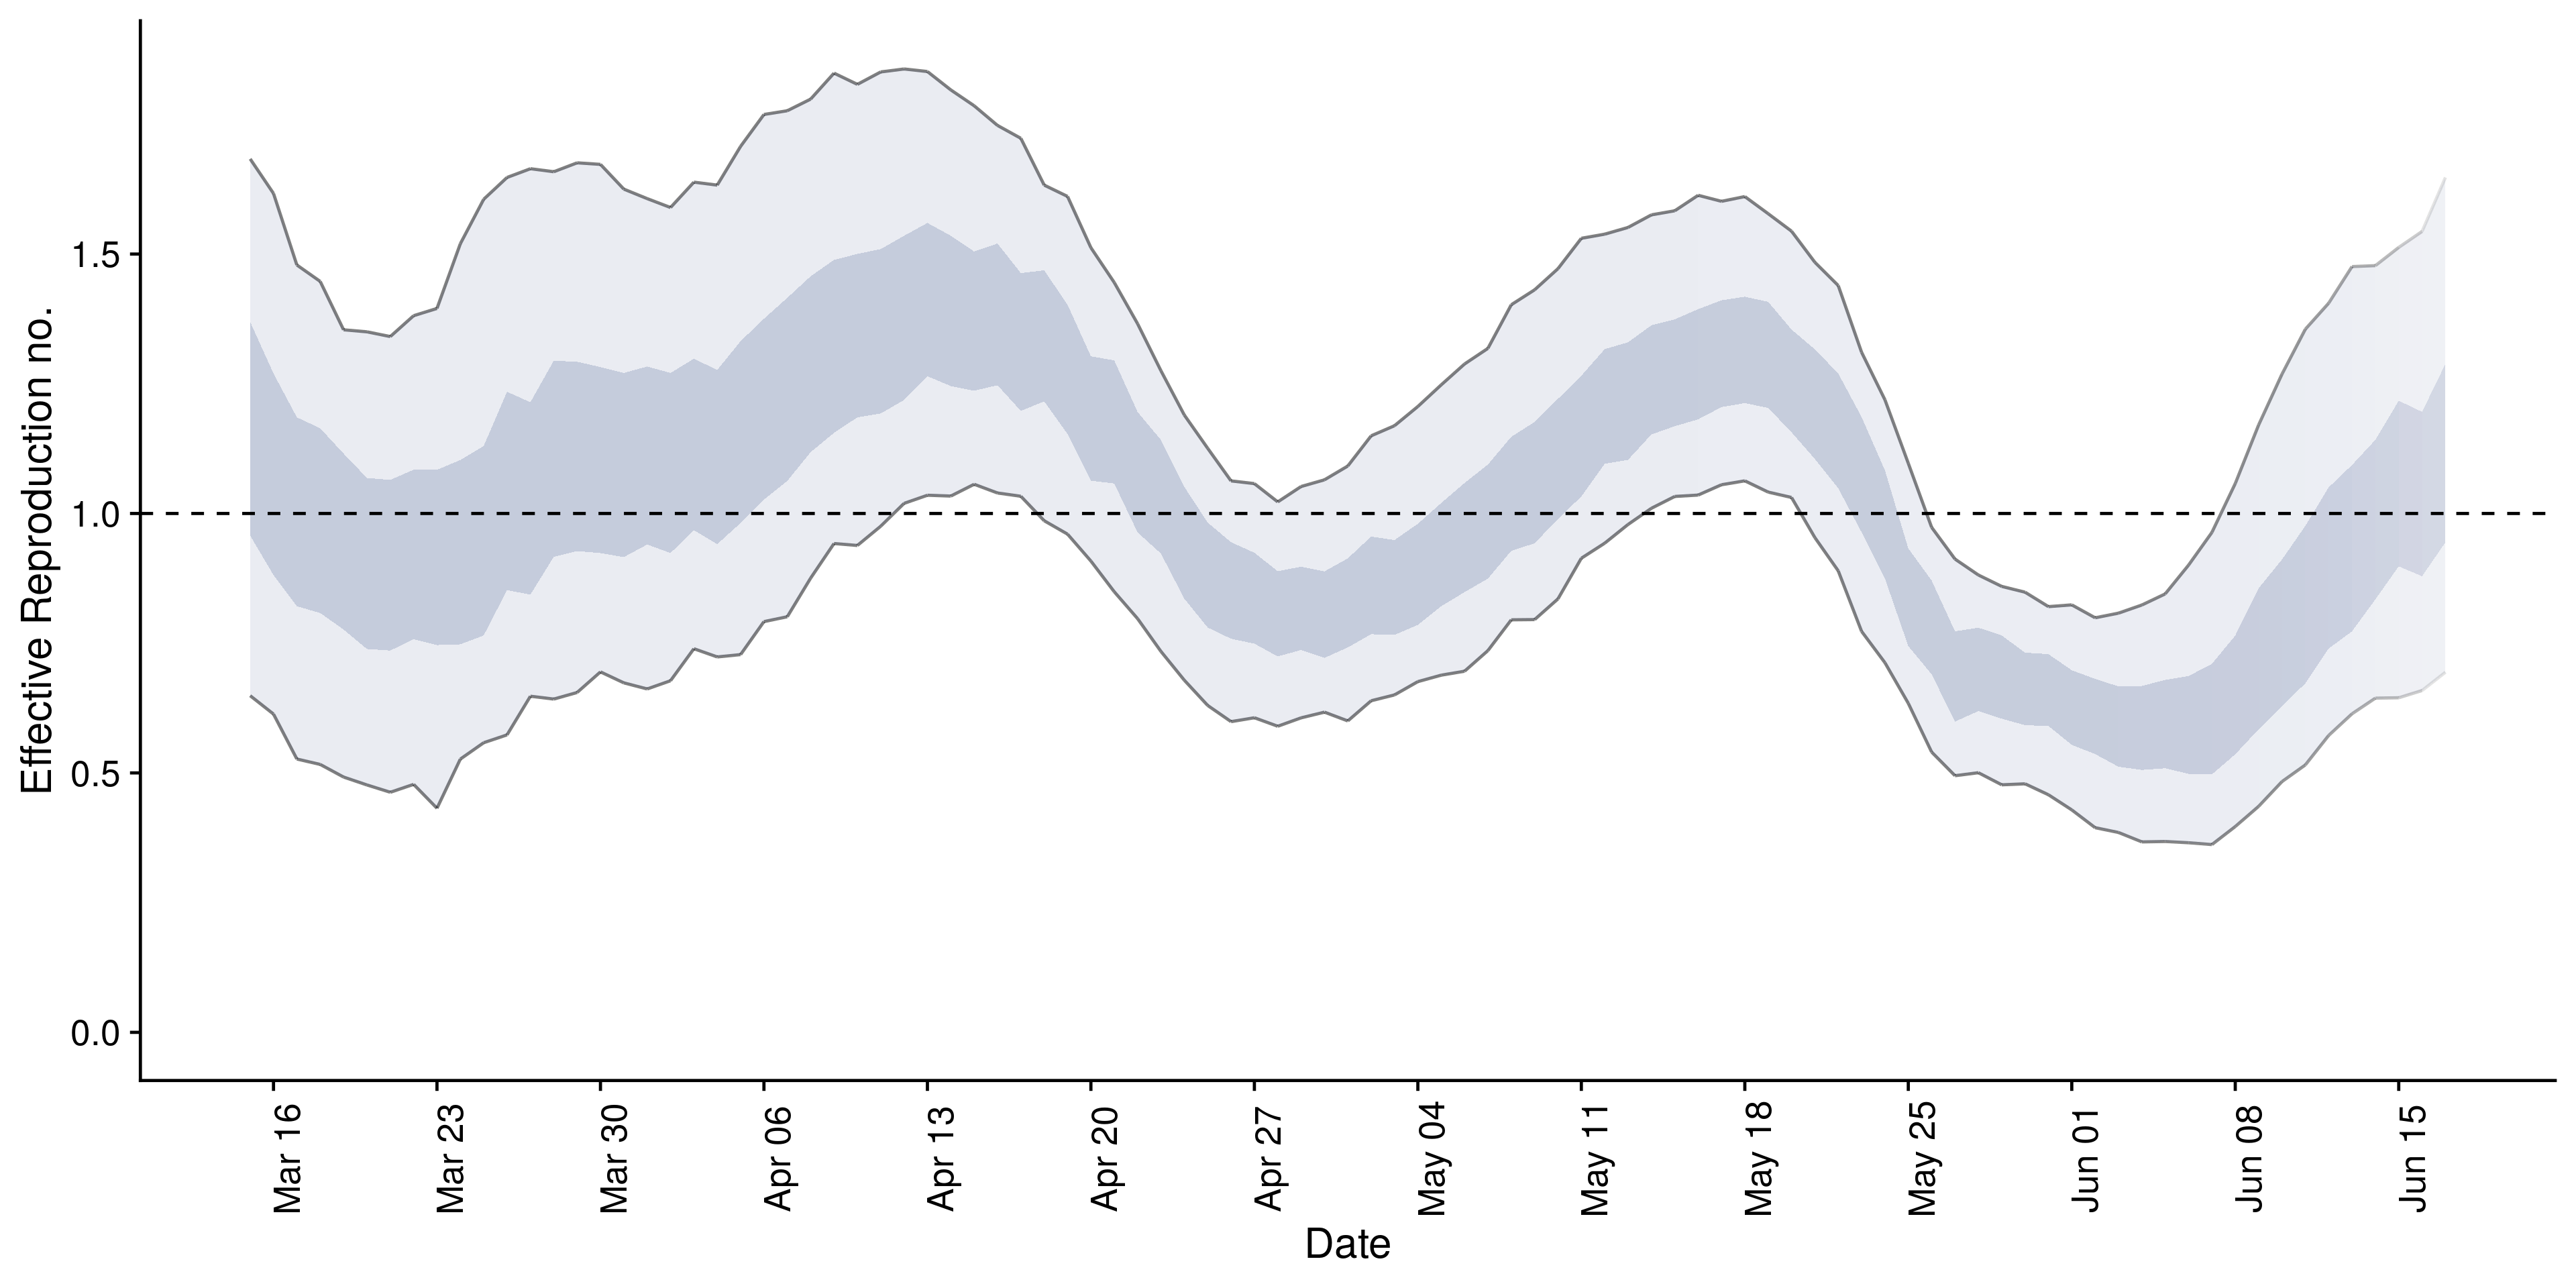 Effective Reproduction no.
1.5
1.0
0.5
0.0
Mar 16
Mar 23
Mar 30
Apr 06
Apr 13
Apr 20
Apr 27
May 04
May 11
May 18
May 25
Jun 01
Jun 08
Jun 15
Date